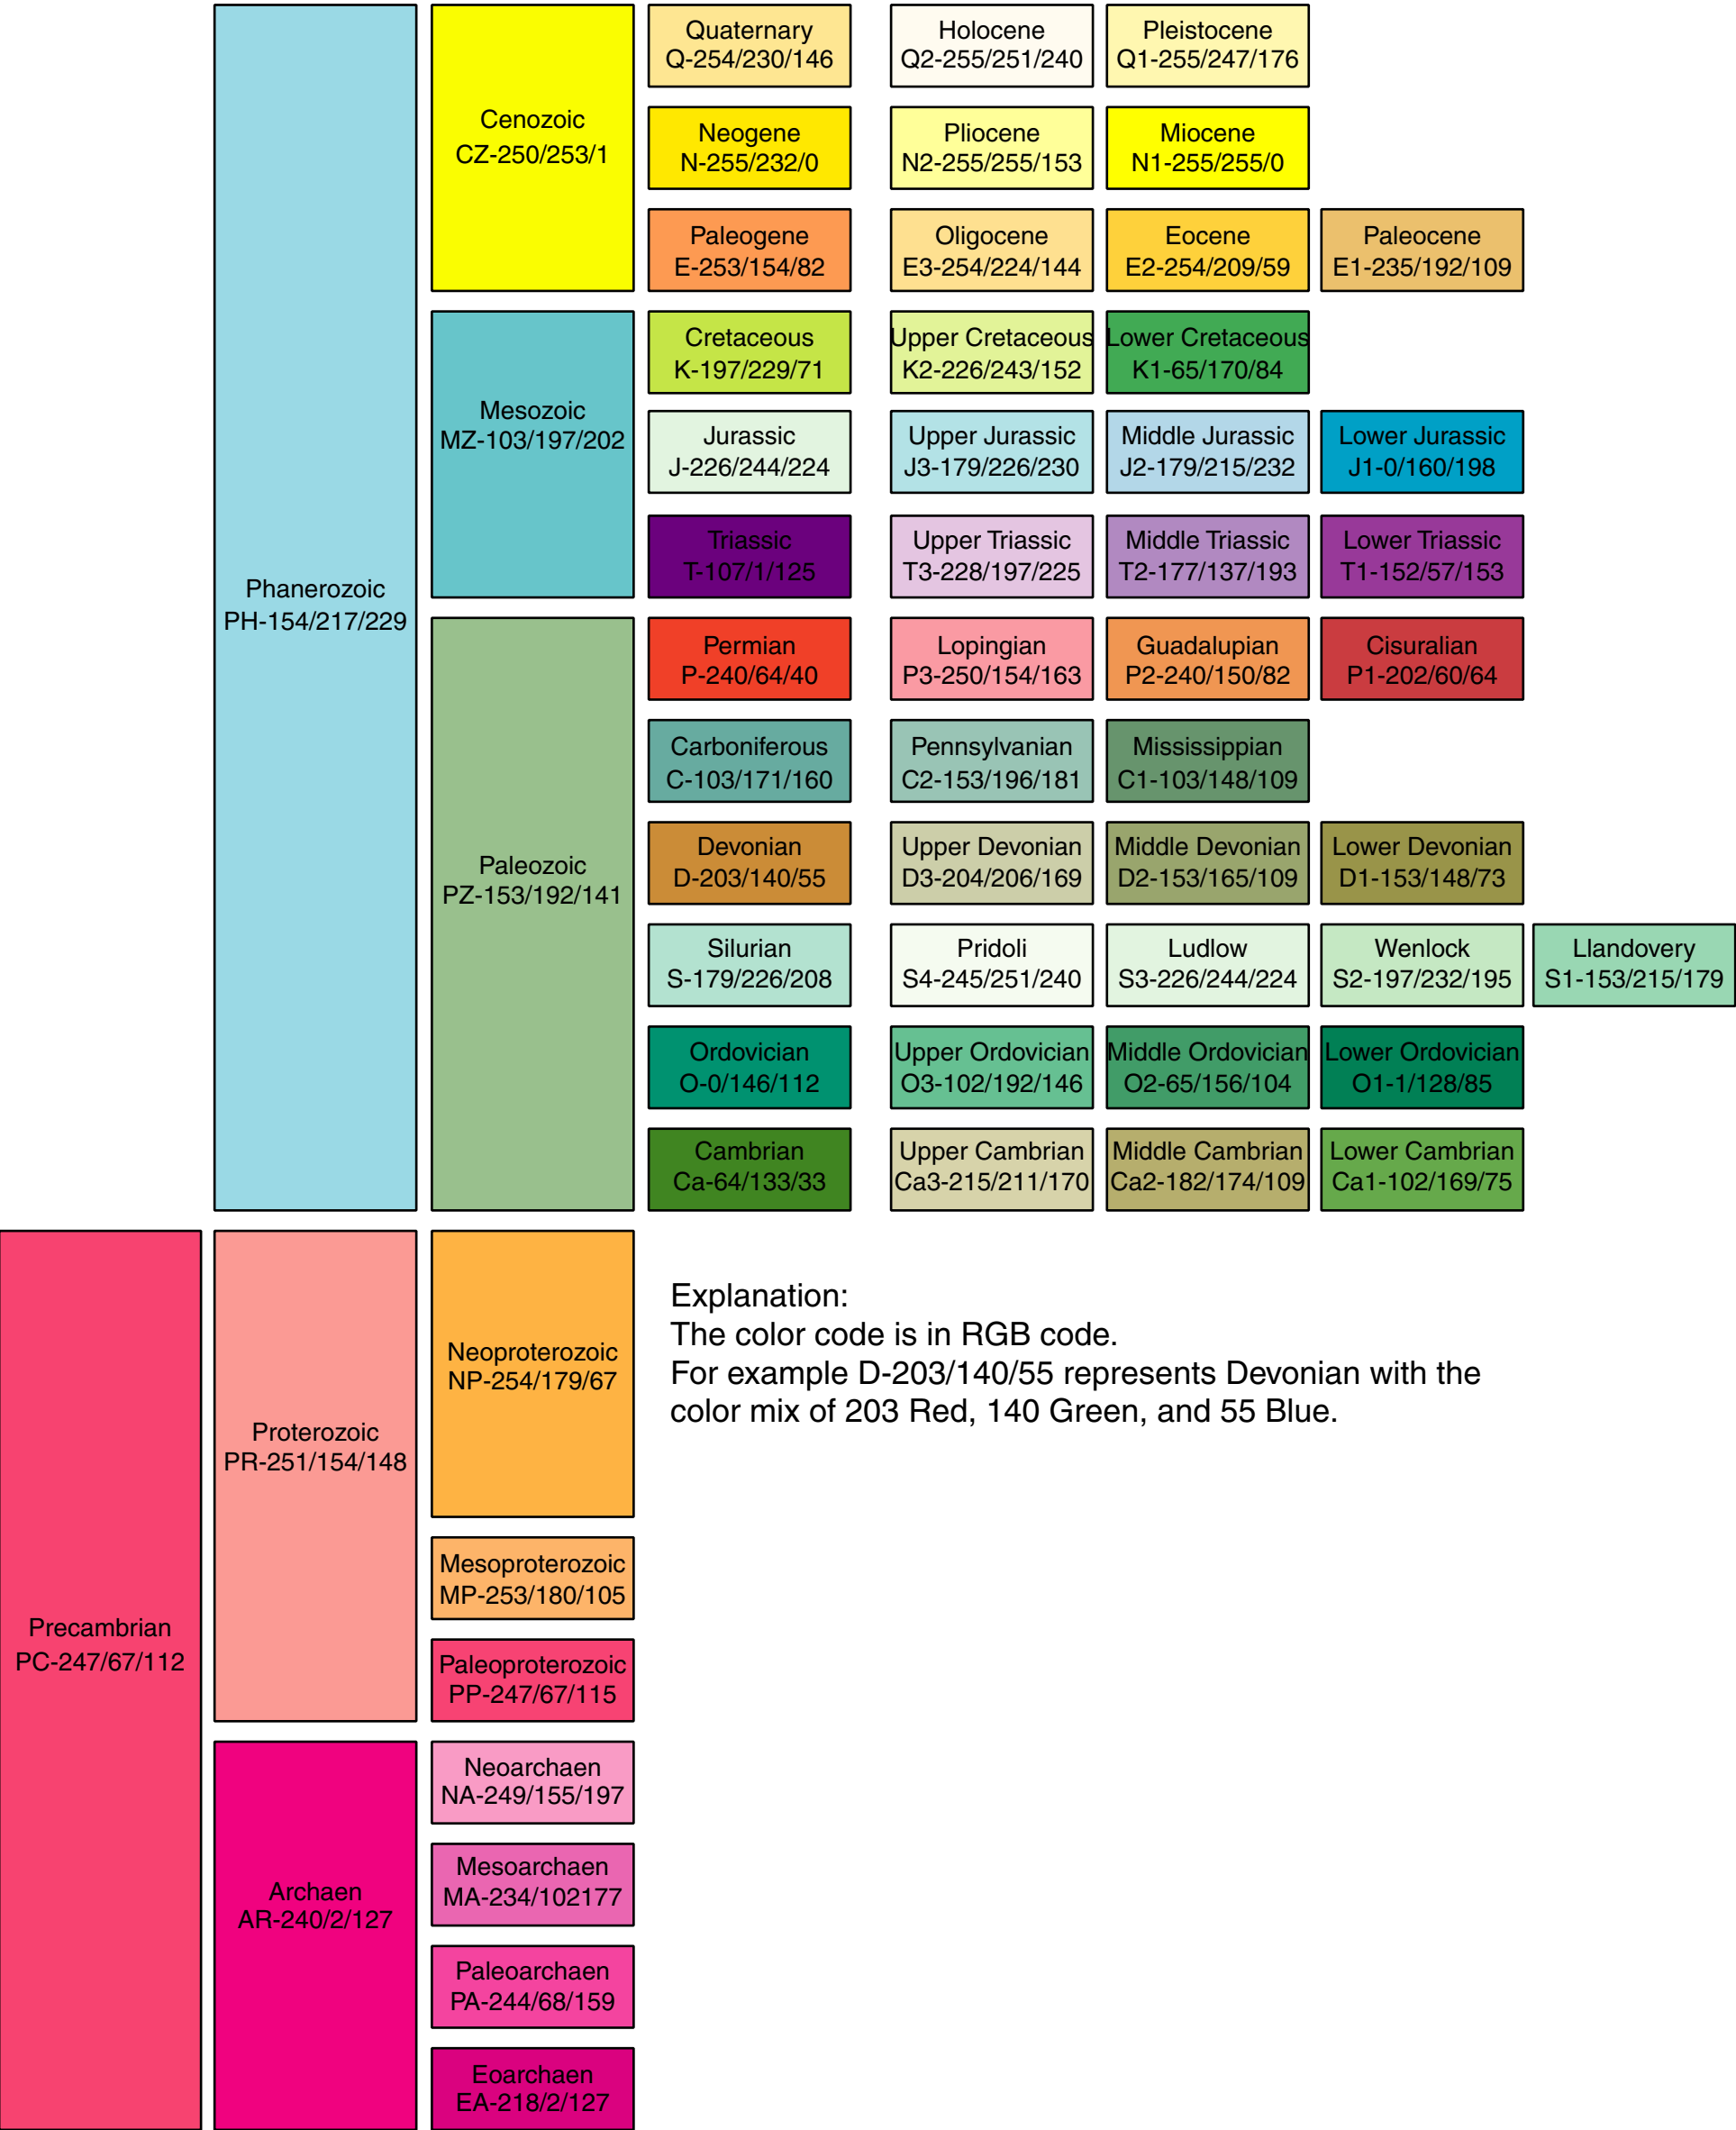 Quaternary
Q-254/230/146
Holocene
Q2-255/251/240
Pleistocene
Q1-255/247/176
Cenozoic
CZ-250/253/1
Neogene
N-255/232/0
Pliocene
N2-255/255/153
Miocene
N1-255/255/0
Paleogene
E-253/154/82
Oligocene
E3-254/224/144
Eocene
E2-254/209/59
Paleocene
E1-235/192/109
Cretaceous
K-197/229/71
Upper Cretaceous
K2-226/243/152
Lower Cretaceous
K1-65/170/84
Mesozoic
MZ-103/197/202
Jurassic
J-226/244/224
Upper Jurassic
J3-179/226/230
Middle Jurassic
J2-179/215/232
Lower Jurassic
J1-0/160/198
Triassic
T-107/1/125
Upper Triassic
T3-228/197/225
Middle Triassic
T2-177/137/193
Lower Triassic
T1-152/57/153
Phanerozoic
PH-154/217/229
Permian
P-240/64/40
Lopingian
P3-250/154/163
Guadalupian
P2-240/150/82
Cisuralian
P1-202/60/64
Carboniferous
C-103/171/160
Pennsylvanian
C2-153/196/181
Mississippian
C1-103/148/109
Paleozoic
PZ-153/192/141
Devonian
D-203/140/55
Upper Devonian
D3-204/206/169
Middle Devonian
D2-153/165/109
Lower Devonian
D1-153/148/73
Silurian
S-179/226/208
Pridoli
S4-245/251/240
Ludlow
S3-226/244/224
Wenlock
S2-197/232/195
Llandovery
S1-153/215/179
Ordovician
O-0/146/112
Upper Ordovician
O3-102/192/146
Middle Ordovician
O2-65/156/104
Lower Ordovician
O1-1/128/85
Cambrian
Ca-64/133/33
Upper Cambrian
Ca3-215/211/170
Middle Cambrian
Ca2-182/174/109
Lower Cambrian
Ca1-102/169/75
Explanation:
The color code is in RGB code.
For example D-203/140/55 represents Devonian with the
color mix of 203 Red, 140 Green, and 55 Blue.
Neoproterozoic
NP-254/179/67
Proterozoic
PR-251/154/148
Mesoproterozoic
MP-253/180/105
Precambrian
PC-247/67/112
Paleoproterozoic
PP-247/67/115
Neoarchaen
NA-249/155/197
Mesoarchaen
MA-234/102177
Archaen
AR-240/2/127
Paleoarchaen
PA-244/68/159
Eoarchaen
EA-218/2/127